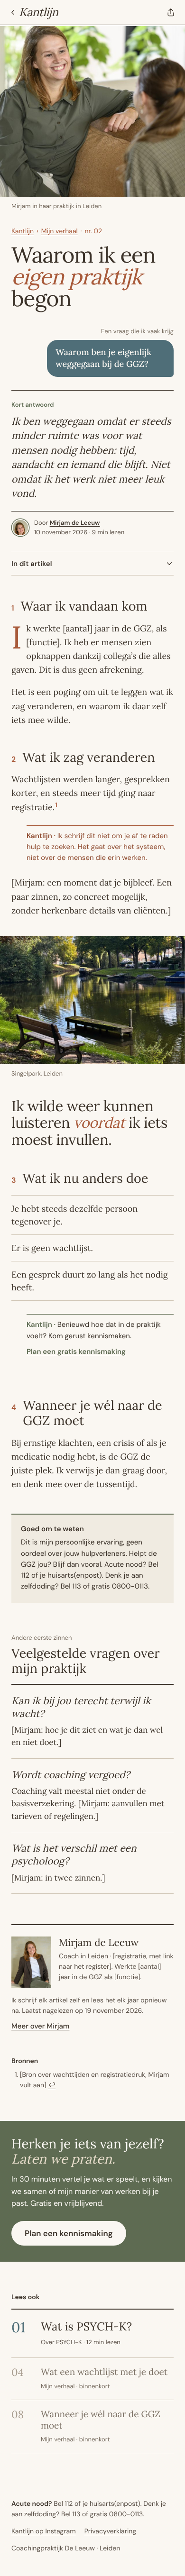 Kantlijn
Mirjam in haar praktijk in Leiden
Kantlijn › Mijn verhaal · nr. 02
Waarom ik een
eigen praktijk
begon
Een vraag die ik vaak krijg
Waarom ben je eigenlijk
weggegaan bij de GGZ?
Kort antwoord
Ik ben weggegaan omdat er steeds
minder ruimte was voor wat
mensen nodig hebben: tijd,
aandacht en iemand die blijft. Niet
omdat ik het werk niet meer leuk
vond.
Door Mirjam de Leeuw
10 november 2026 · 9 min lezen
In dit artikel
1 Waar ik vandaan kom
Ik werkte [aantal] jaar in de GGZ, als
[functie]. Ik heb er mensen zien
opknappen dankzij collega's die alles
gaven. Dit is dus geen afrekening.
Het is een poging om uit te leggen wat ik
zag veranderen, en waarom ik daar zelf
iets mee wilde.
2 Wat ik zag veranderen
Wachtlijsten werden langer, gesprekken
korter, en steeds meer tijd ging naar
registratie.1
Kantlijn · Ik schrijf dit niet om je af te raden
hulp te zoeken. Het gaat over het systeem,
niet over de mensen die erin werken.
[Mirjam: een moment dat je bijbleef. Een
paar zinnen, zo concreet mogelijk,
zonder herkenbare details van cliënten.]
Singelpark, Leiden
Ik wilde weer kunnen
luisteren voordat ik iets
moest invullen.
3 Wat ik nu anders doe
Je hebt steeds dezelfde persoon
tegenover je.
Er is geen wachtlijst.
Een gesprek duurt zo lang als het nodig
heeft.
Kantlijn · Benieuwd hoe dat in de praktijk
voelt? Kom gerust kennismaken.
Plan een gratis kennismaking
4 Wanneer je wél naar de
GGZ moet
Bij ernstige klachten, een crisis of als je
medicatie nodig hebt, is de GGZ de
juiste plek. Ik verwijs je dan graag door,
en denk mee over de tussentijd.
Goed om te weten
Dit is mijn persoonlijke ervaring, geen
oordeel over jouw hulpverleners. Helpt de
GGZ jou? Blijf dan vooral. Acute nood? Bel
112 of je huisarts(enpost). Denk je aan
zelfdoding? Bel 113 of gratis 0800-0113.
Andere eerste zinnen
Veelgestelde vragen over
mijn praktijk
Kan ik bij jou terecht terwijl ik
wacht?
[Mirjam: hoe je dit ziet en wat je dan wel
en niet doet.]
Wordt coaching vergoed?
Coaching valt meestal niet onder de
basisverzekering. [Mirjam: aanvullen met
tarieven of regelingen.]
Wat is het verschil met een
psycholoog?
[Mirjam: in twee zinnen.]
Mirjam de Leeuw
Coach in Leiden · [registratie, met link
naar het register]. Werkte [aantal]
jaar in de GGZ als [functie].
Ik schrijf elk artikel zelf en lees het elk jaar opnieuw
na. Laatst nagelezen op 19 november 2026.
Meer over Mirjam
Bronnen
1. [Bron over wachttijden en registratiedruk, Mirjam
vult aan] ↩
Herken je iets van jezelf?
Laten we praten.
In 30 minuten vertel je wat er speelt, en kijken
we samen of mijn manier van werken bij je
past. Gratis en vrijblijvend.
Plan een kennismaking
Lees ook
01 Wat is PSYCH-K?
Over PSYCH-K · 12 min lezen
04 Wat een wachtlijst met je doet
Mijn verhaal · binnenkort
08 Wanneer je wél naar de GGZ
moet
Mijn verhaal · binnenkort
Acute nood? Bel 112 of je huisarts(enpost). Denk je
aan zelfdoding? Bel 113 of gratis 0800-0113.
Kantlijn op Instagram Privacyverklaring
Coachingpraktijk De Leeuw · Leiden